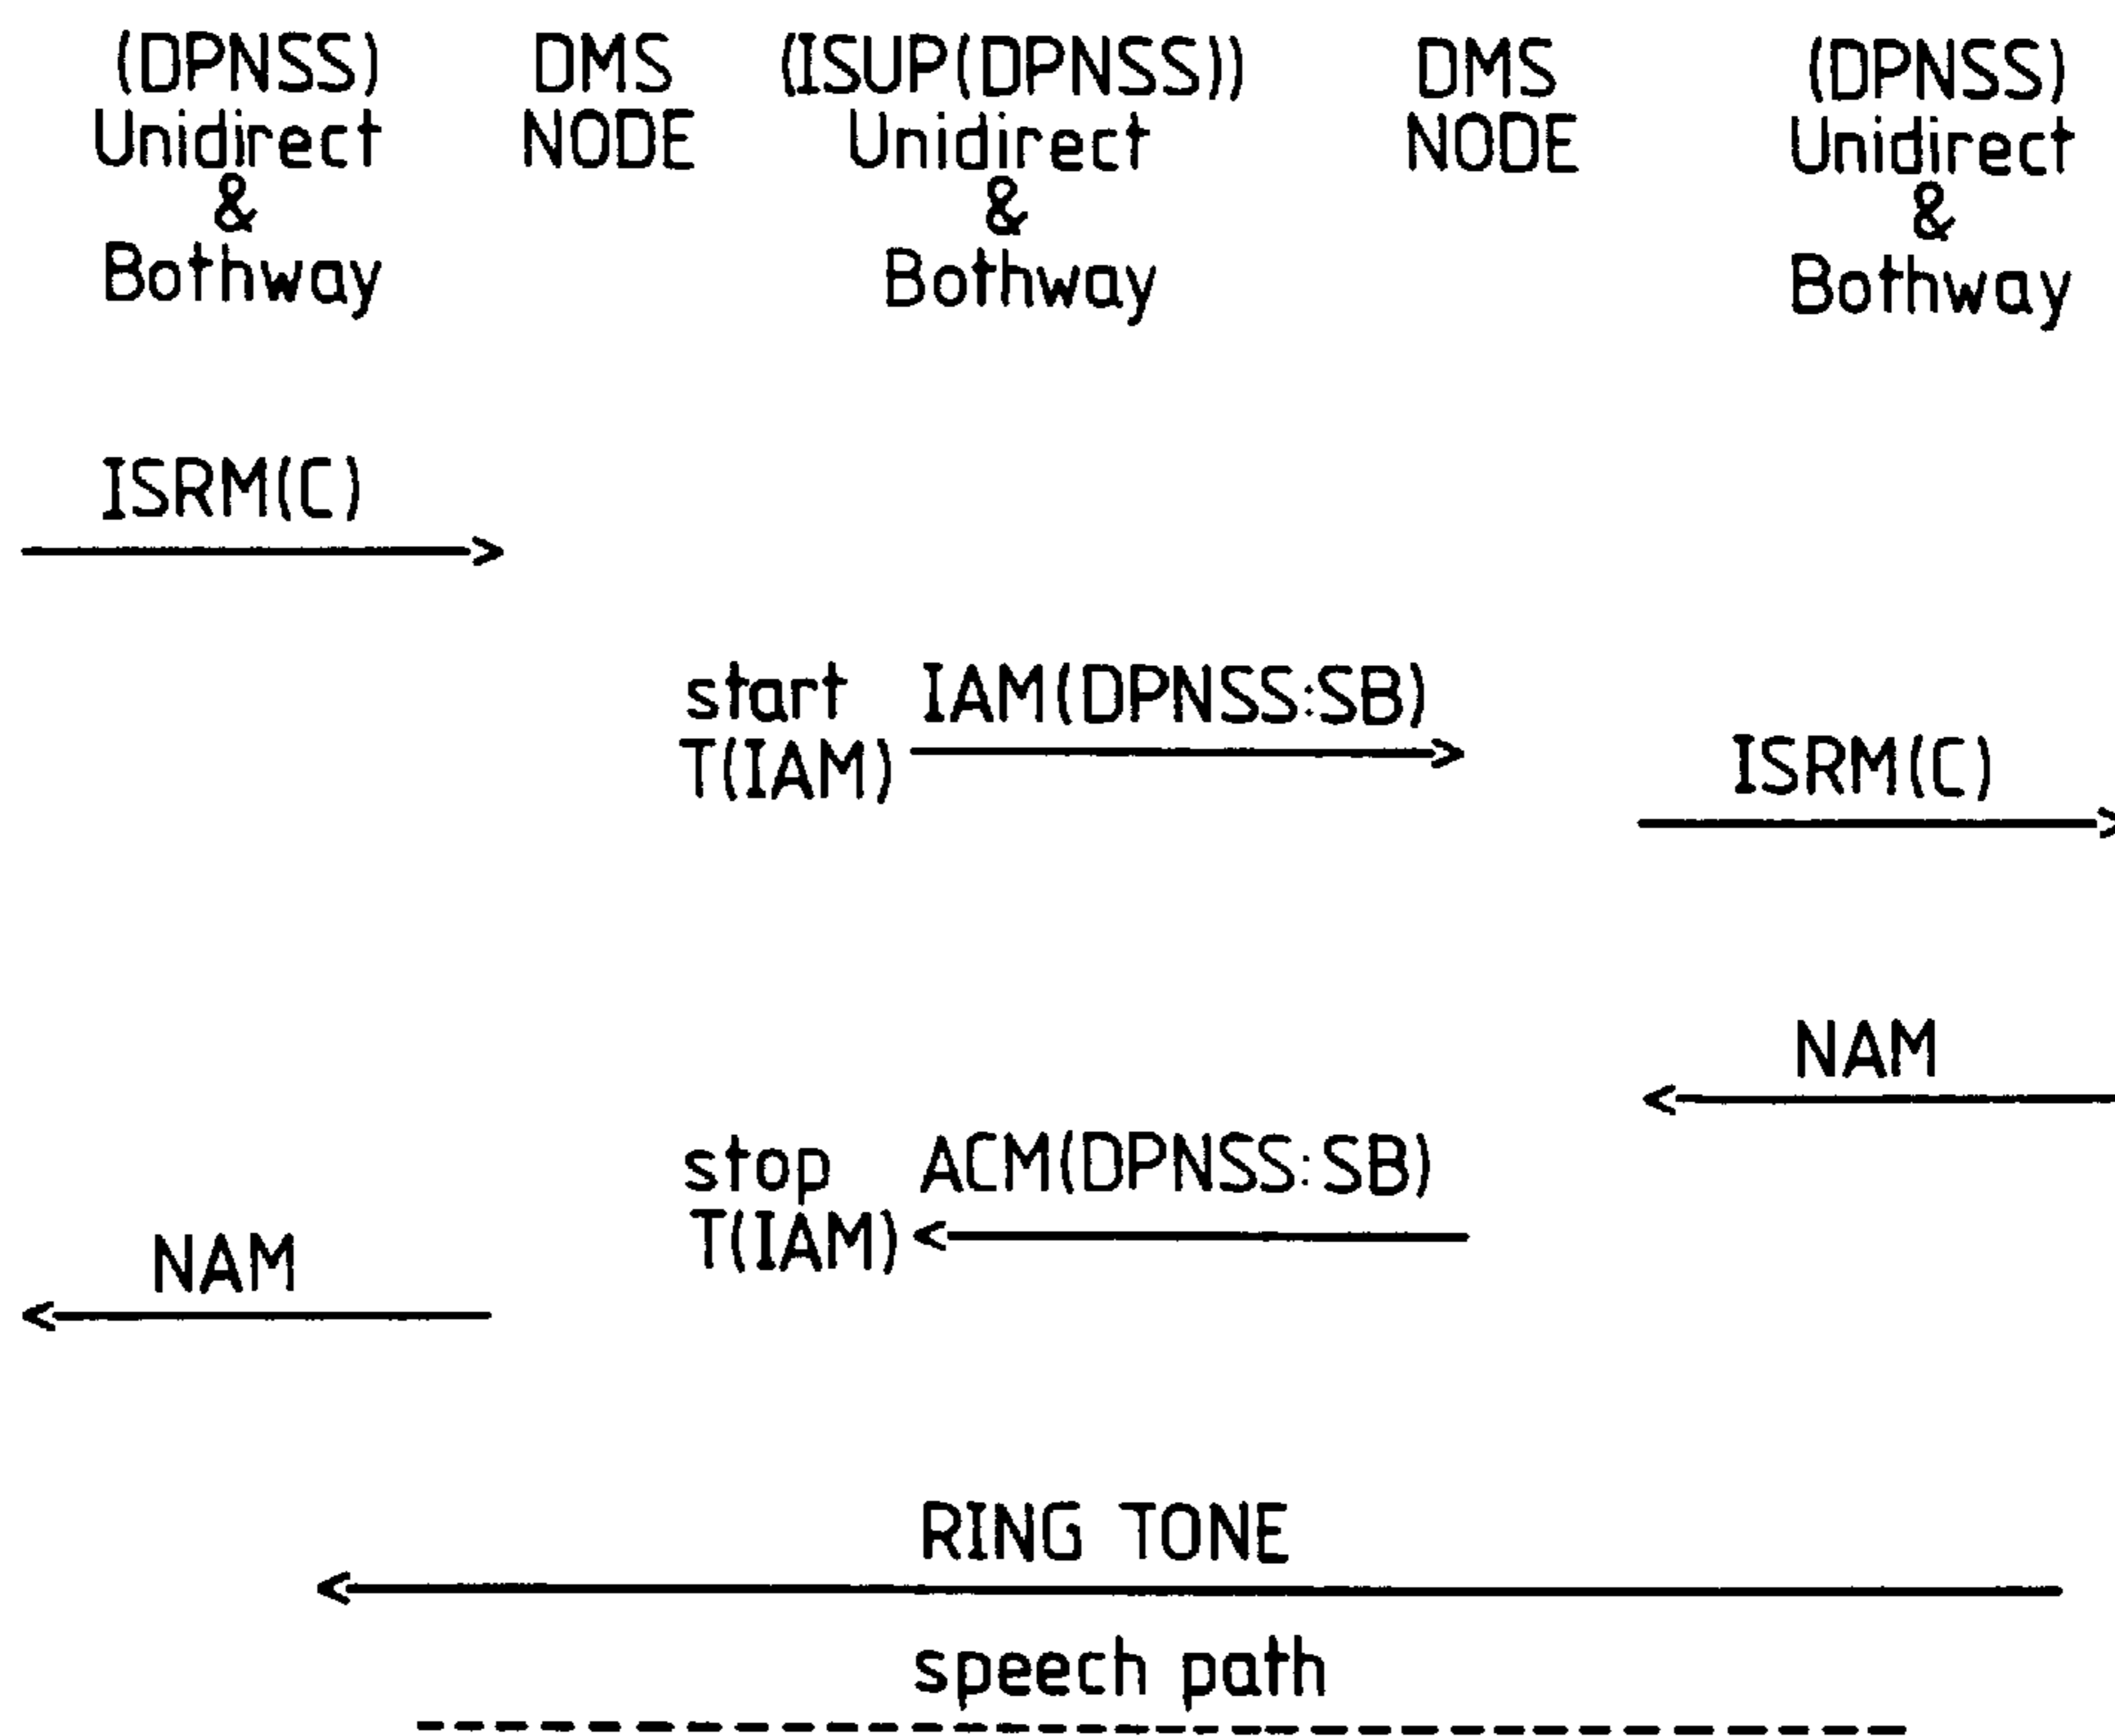 (DPNSS) DMS (ISUP(DPNSS)) DMS (DPNSS)
Unidirect NODE Unidirect NODE Unidirect
& & &
Bothway Bothway Bothway
ISRM(C)
start IAM(DPNSS:SB)
T(IAM)
ISRM(C)
NAM
stop ACM(DPNSS:SB)
T(IAM)
NAM
RING TONE
speech path